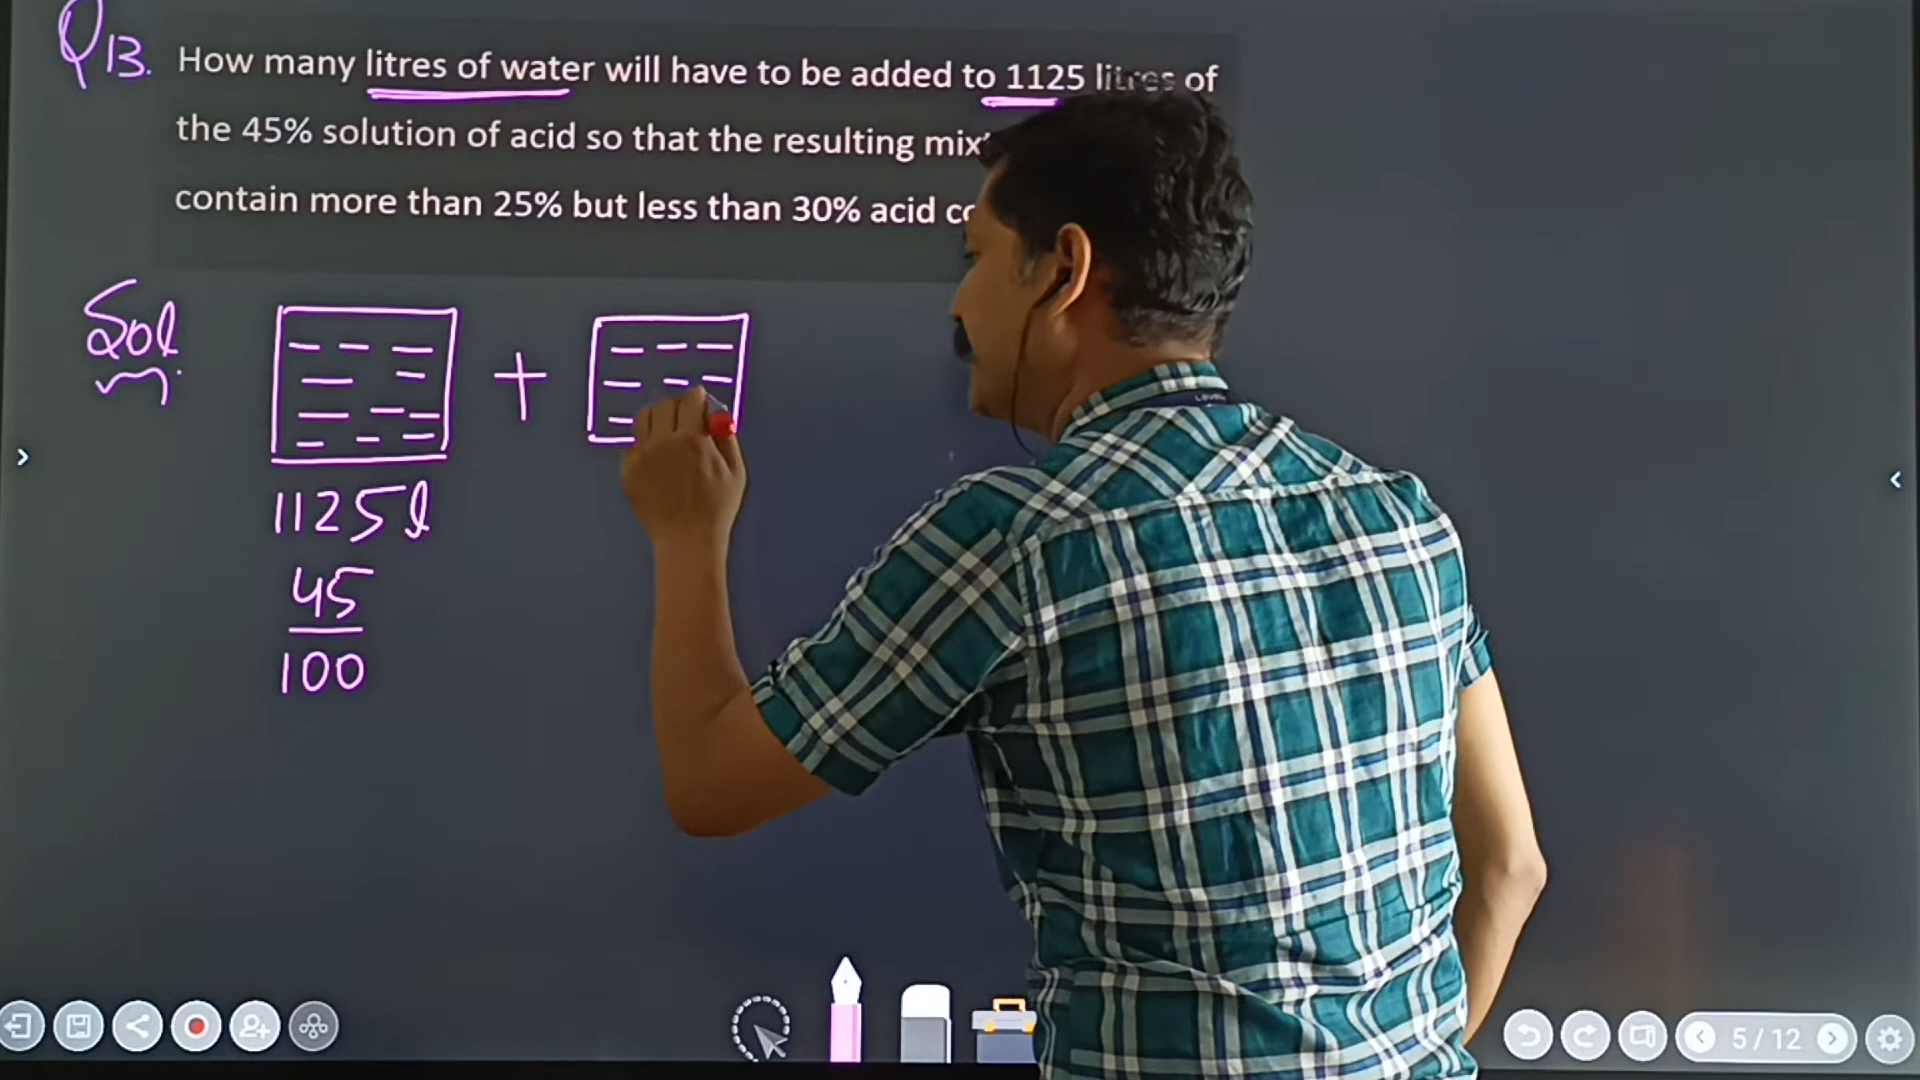 Q13. How many litres of water will have to be added to 1125 litres of
the 45% solution of acid so that the resulting
contain more than 25% but less than 30% acid
Sol
+
1125 l
45
100
5 / 12